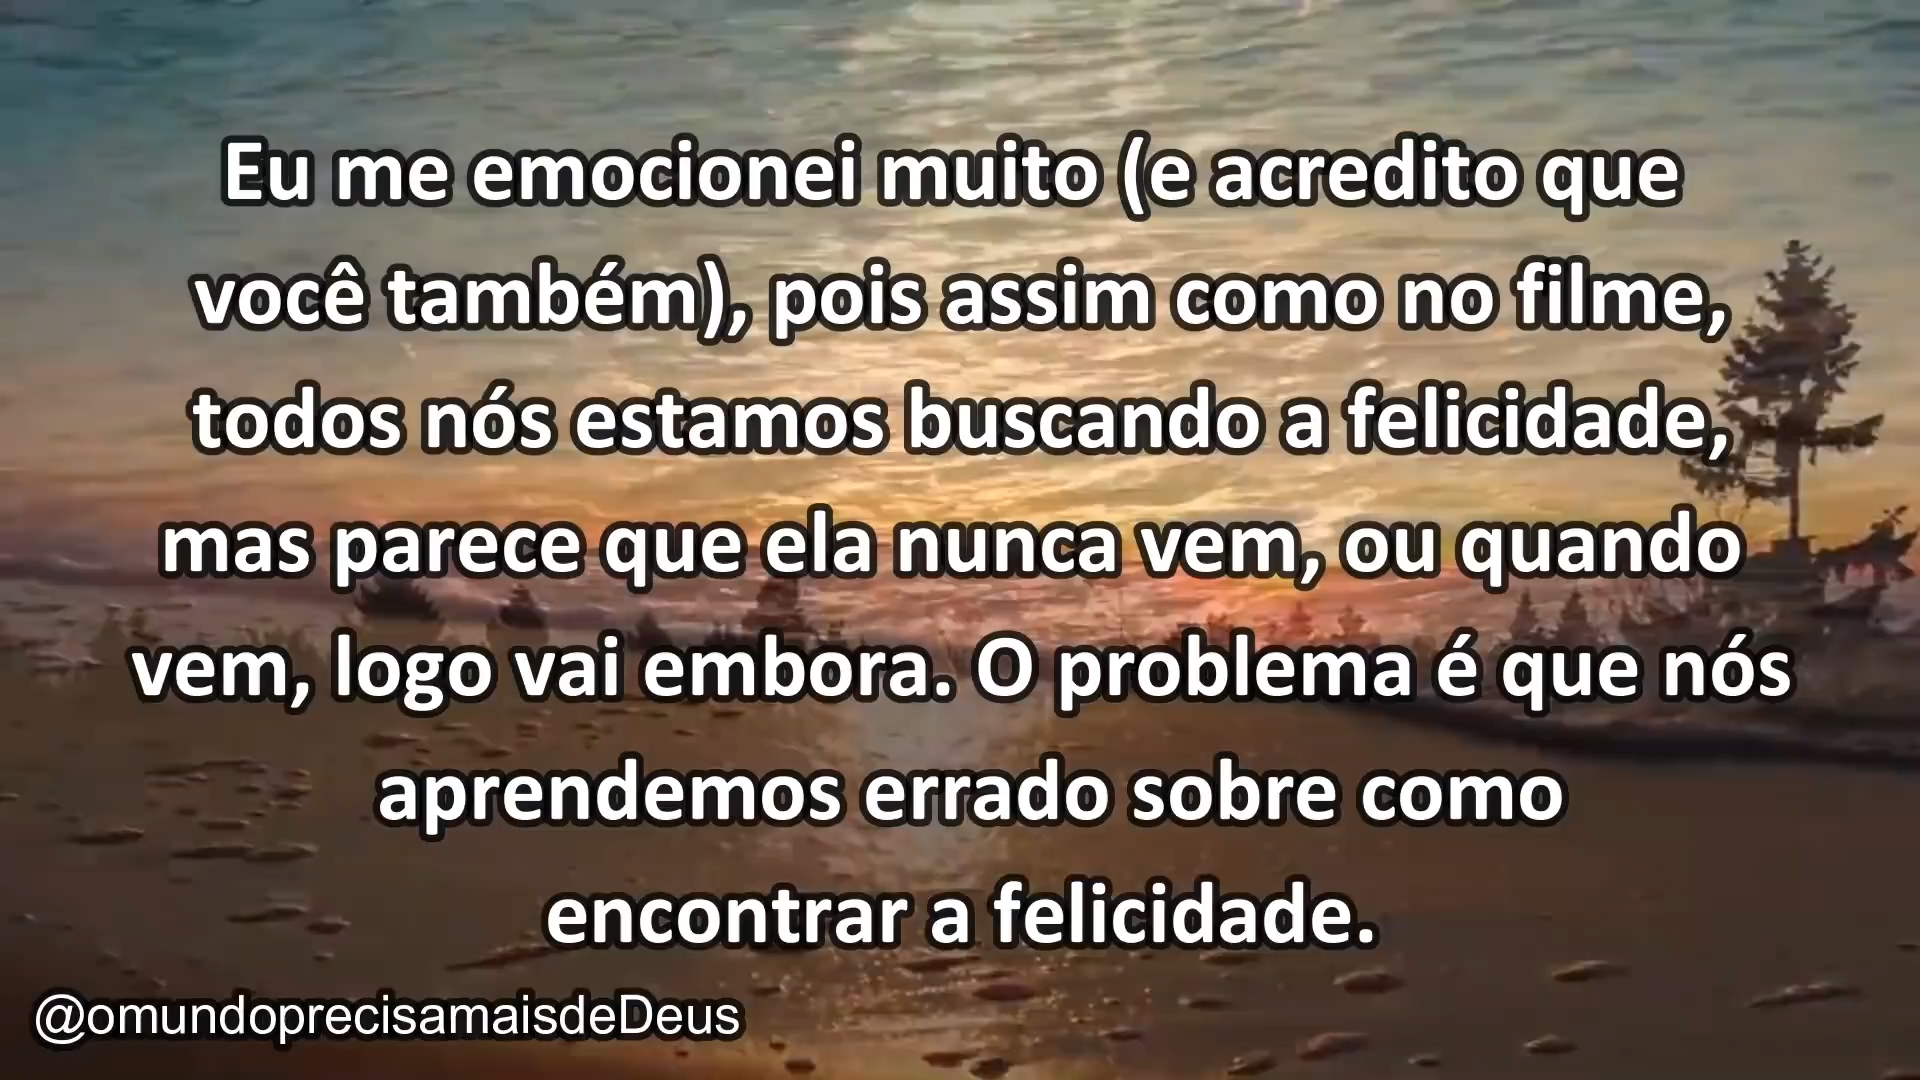 Eu me emocionei muito (e acredito que
você também), pois assim como no filme,
todos nós estamos buscando a felicidade,
mas parece que ela nunca vem, ou quando
vem, logo vai embora. O problema é que nós
aprendemos errado sobre como
encontrar a felicidade.
@omundoprecisamaisdeDeus